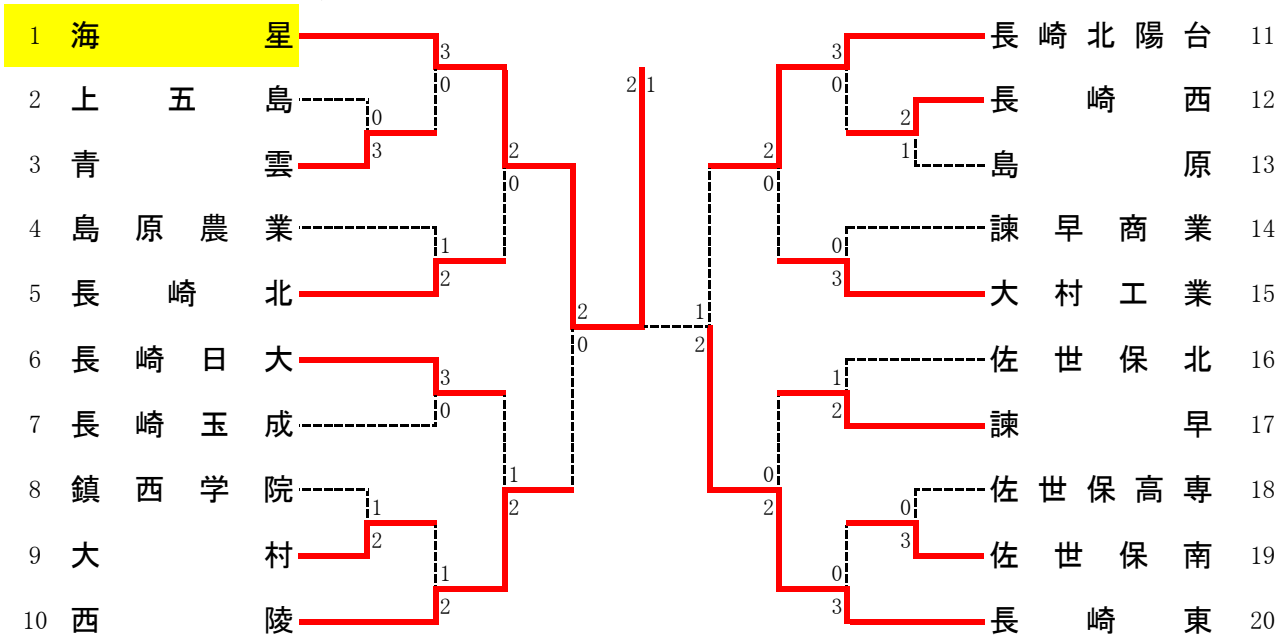 1 海星
3
0
2 上五島
0
3
3 青雲
2
0
4 島原農業
1
2
5 長崎北
2
0
6 長崎日大
3
0
7 長崎玉成
1
2
8 鎮西学院
1
2
9 大村
1
2
10 西陵
2 1
長崎北陽台 11
3
0
長崎西 12
2
1
島原 13
2
0
諫早商業 14
0
3
大村工業 15
1
2
佐世保北 16
1
2
諫早 17
0
2
佐世保高専 18
0
3
佐世保南 19
0
3
長崎東 20